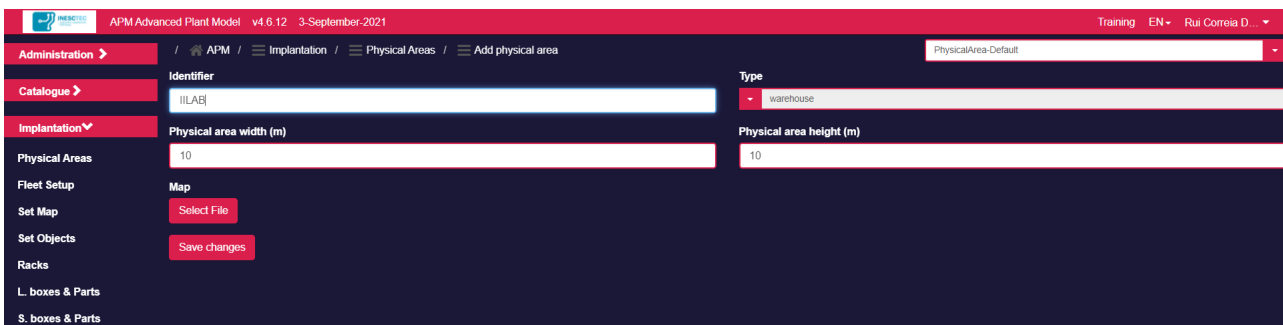 INESCTEC APM Advanced Plant Model v4.6.12 3-September-2021 Training EN Rui Correia D...
Administration / APM / Implantation / Physical Areas / Add physical area PhysicalArea-Default
Identifier Type
Catalogue IILAB warehouse
Implantation Physical area width (m) Physical area height (m)
Physical Areas 10 10
Fleet Setup Map
Set Map Select File
Set Objects Save changes
Racks
L. boxes & Parts
S. boxes & Parts